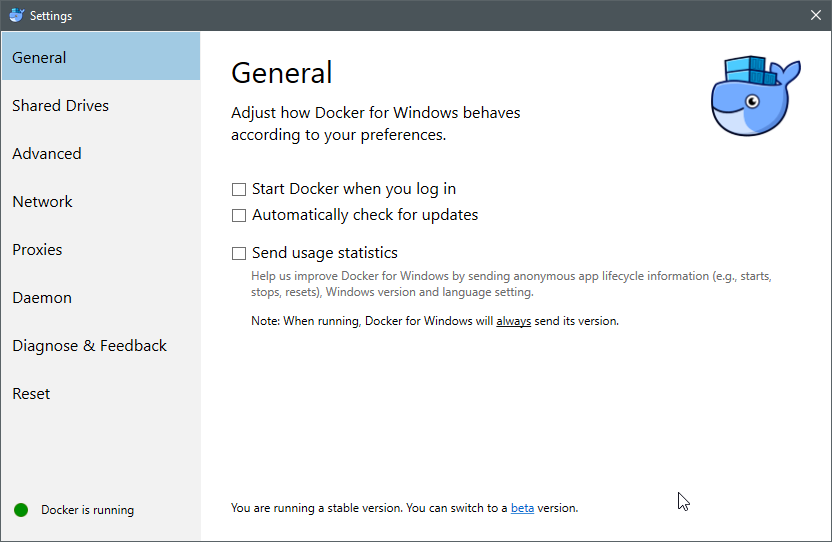 Settings
General
Shared Drives
Advanced
Network
Proxies
Daemon
Diagnose & Feedback
Reset
Docker is running
General
Adjust how Docker for Windows behaves
according to your preferences.
Start Docker when you log in
Automatically check for updates
Send usage statistics
Help us improve Docker for Windows by sending anonymous app lifecycle information (e.g., starts,
stops, resets), Windows version and language setting.
Note: When running, Docker for Windows will always send its version.
You are running a stable version. You can switch to a beta version.